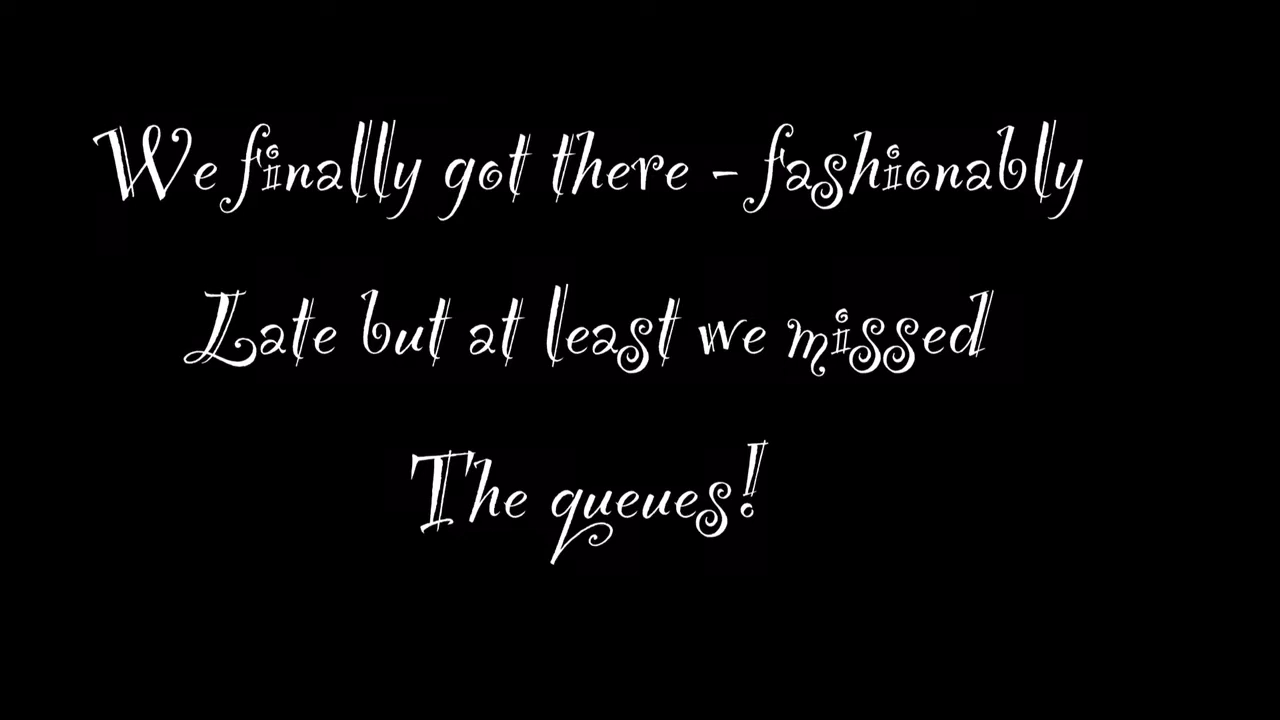 We finally got there - fashionably
Late but at least we missed
The queues!